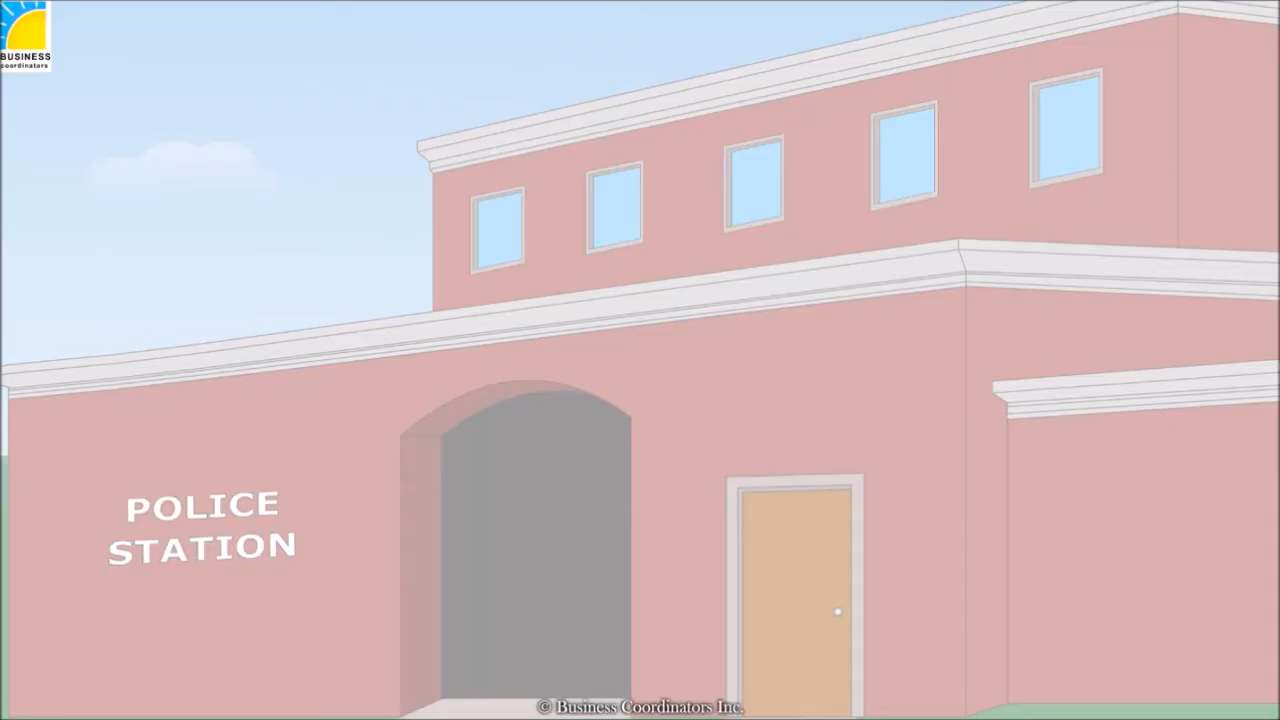 BUSINESS
coordinators
POLICE
STATION
© Business Coordinators Inc.